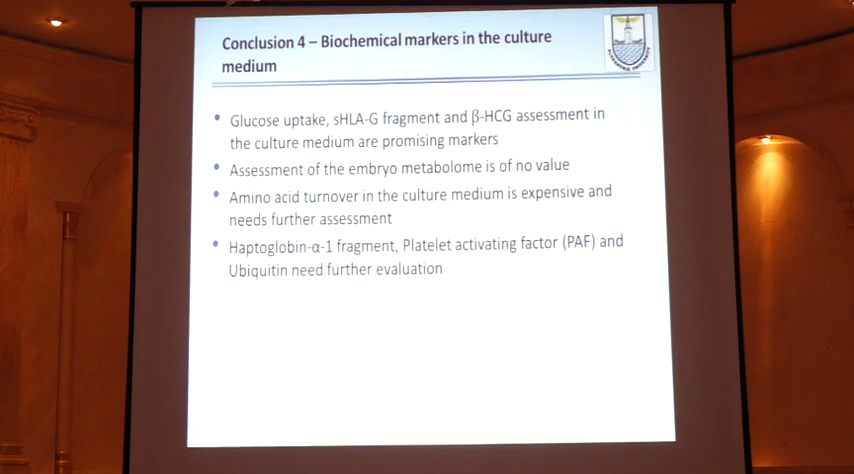 Conclusion 4 – Biochemical markers in the culture
medium
ALEXANDRIA UNIVERSITY
• Glucose uptake, sHLA-G fragment and β-HCG assessment in
the culture medium are promising markers
• Assessment of the embryo metabolome is of no value
• Amino acid turnover in the culture medium is expensive and
needs further assessment
• Haptoglobin-α-1 fragment, Platelet activating factor (PAF) and
Ubiquitin need further evaluation